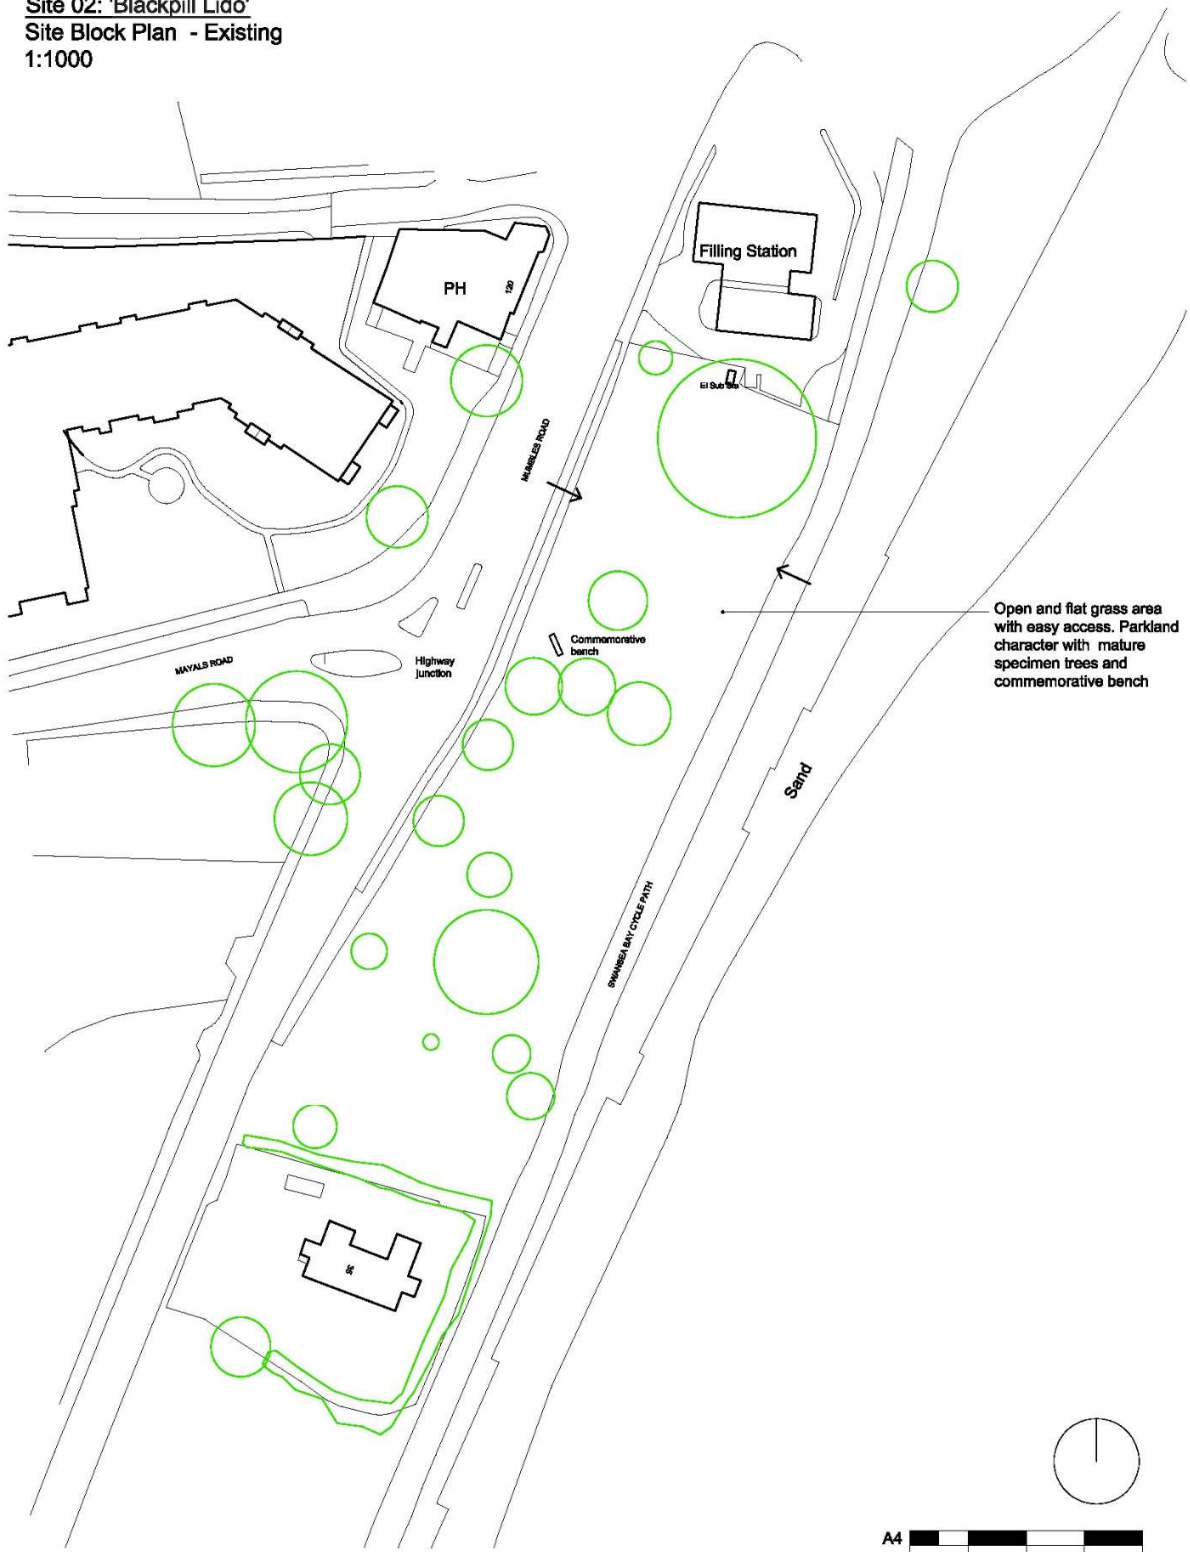 Site 02: 'Blackpill Lido'
Site Block Plan - Existing
1:1000
Filling Station
PH
120
El Sub Sta
MUMBLES ROAD
Open and flat grass area
with easy access. Parkland
character with mature
specimen trees and
commemorative bench
Commemorative
bench
MAYALS ROAD
Highway
junction
Sand
SWANSEA BAY CYCLE PATH
36
A4